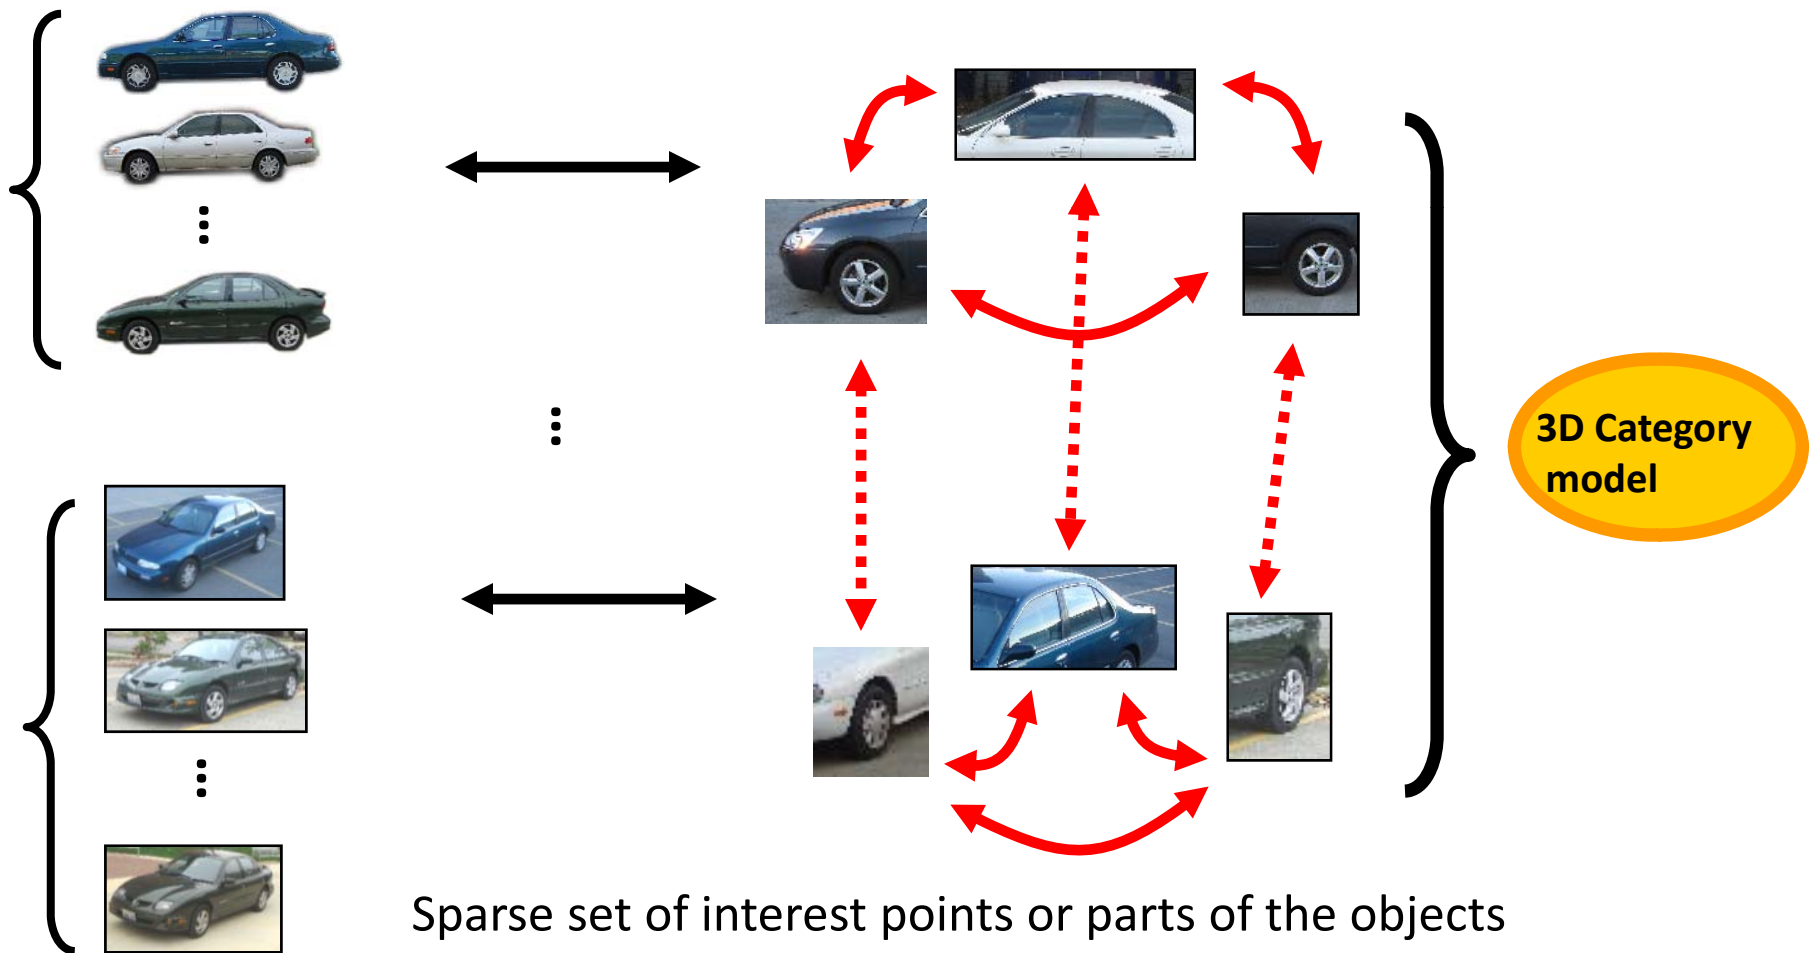 3D Category
model
Sparse set of interest points or parts of the objects